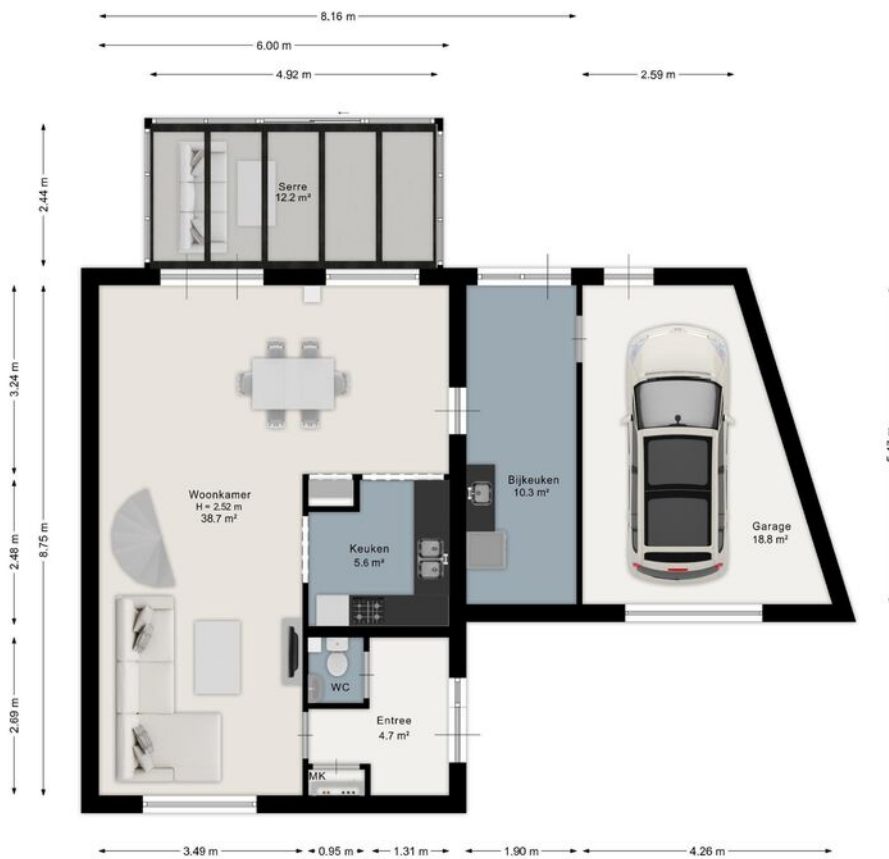 8.16 m
6.00 m
4.92 m
2.59 m
2.44 m
Serre
12.2 m²
3.24 m
8.75 m
2.48 m
2.69 m
Woonkamer
H = 2.52 m
38.7 m²
Keuken
5.6 m²
Bijkeuken
10.3 m²
Garage
18.8 m²
WC
Entree
4.7 m²
MK
3.49 m
0.95 m
1.31 m
1.90 m
4.26 m